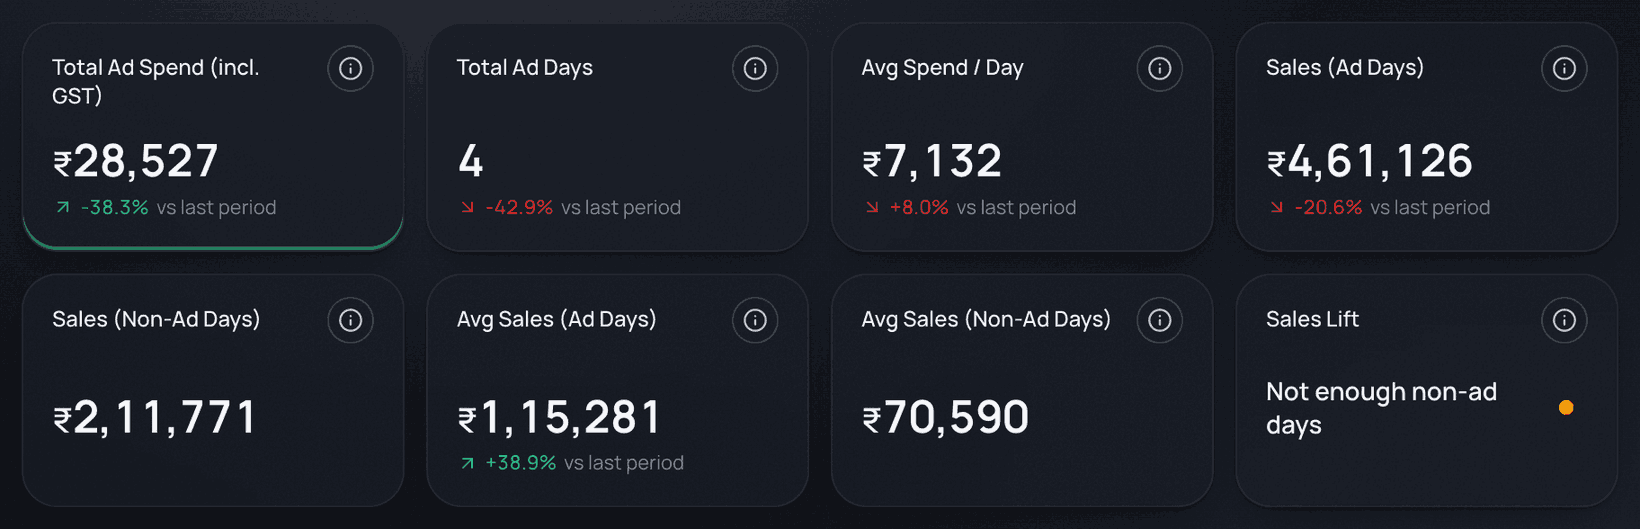 Total Ad Spend (incl.
GST)
₹28,527
-38.3% vs last period
Total Ad Days
4
-42.9% vs last period
Avg Spend / Day
₹7,132
+8.0% vs last period
Sales (Ad Days)
₹4,61,126
-20.6% vs last period
Sales (Non-Ad Days)
₹2,11,771
Avg Sales (Ad Days)
₹1,15,281
+38.9% vs last period
Avg Sales (Non-Ad Days)
₹70,590
Sales Lift
Not enough non-ad
days